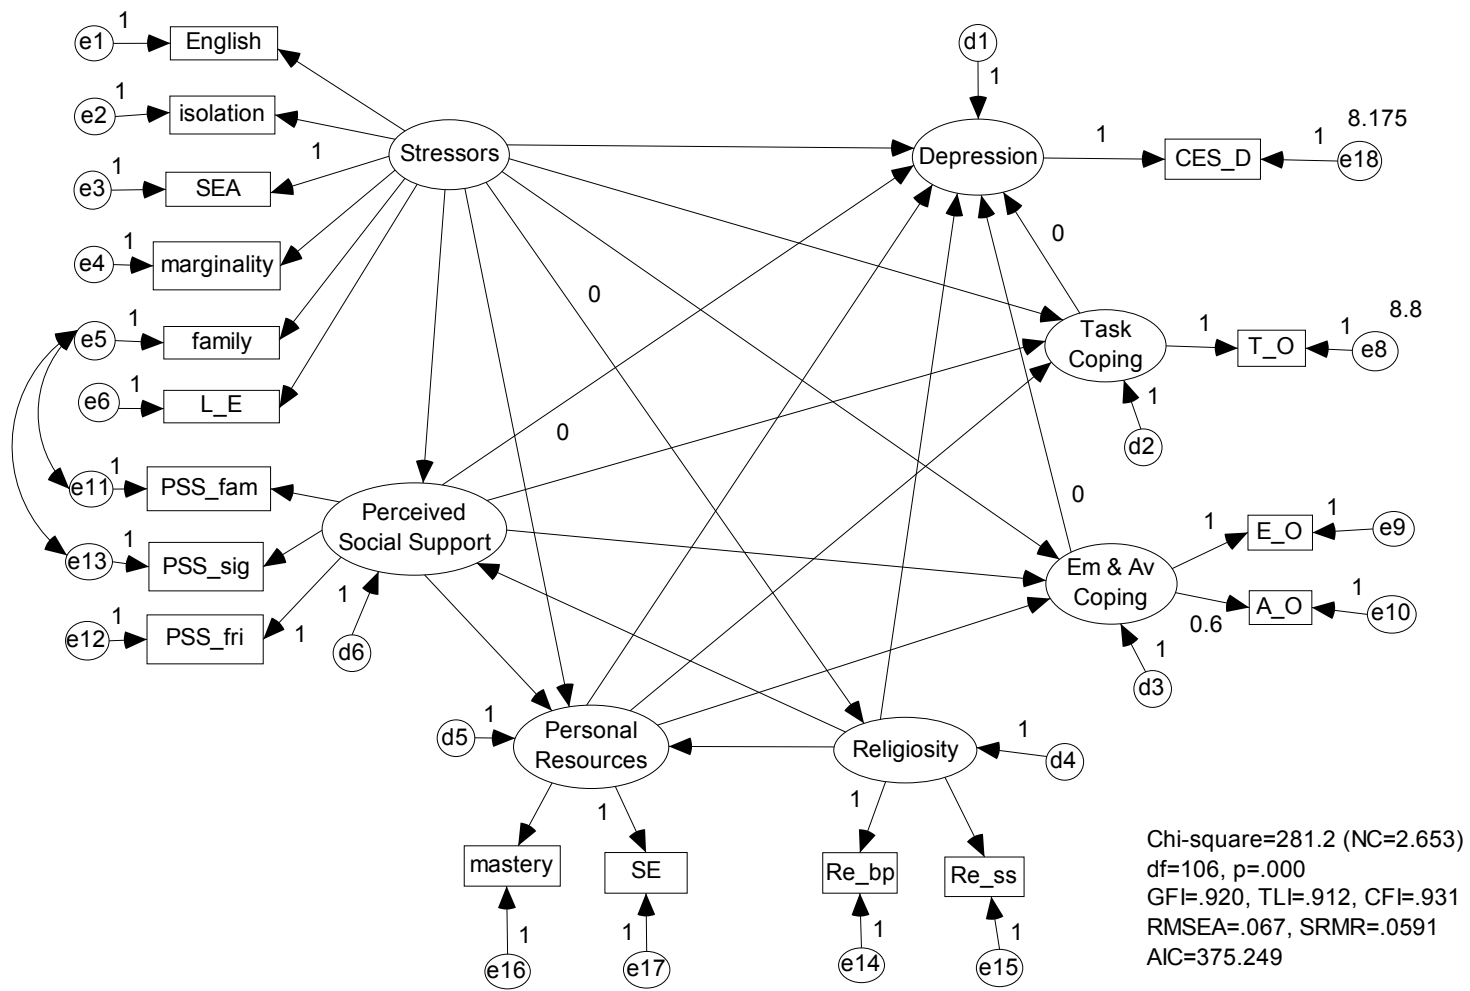 1
e1
English
1
e2
isolation
1
e3
SEA
1
Stressors
1
e4
marginality
1
e5
family
1
e6
L_E
1
e11
PSS_fam
1
e13
PSS_sig
1
e12
PSS_fri
1
Perceived
Social Support
1
d6
d1
1
Depression
1
CES_D
1
8.175
e18
0
0
0
0
Task
Coping
1
d2
1
T_O
1
8.8
e8
Em & Av
Coping
1
d3
1
E_O
1
e9
0.6
A_O
1
e10
d5
1
Personal
Resources
Religiosity
1
d4
1
mastery
SE
1
e16
1
e17
1
Re_bp
Re_ss
1
e14
1
e15
Chi-square=281.2 (NC=2.653)
df=106, p=.000
GFI=.920, TLI=.912, CFI=.931
RMSEA=.067, SRMR=.0591
AIC=375.249